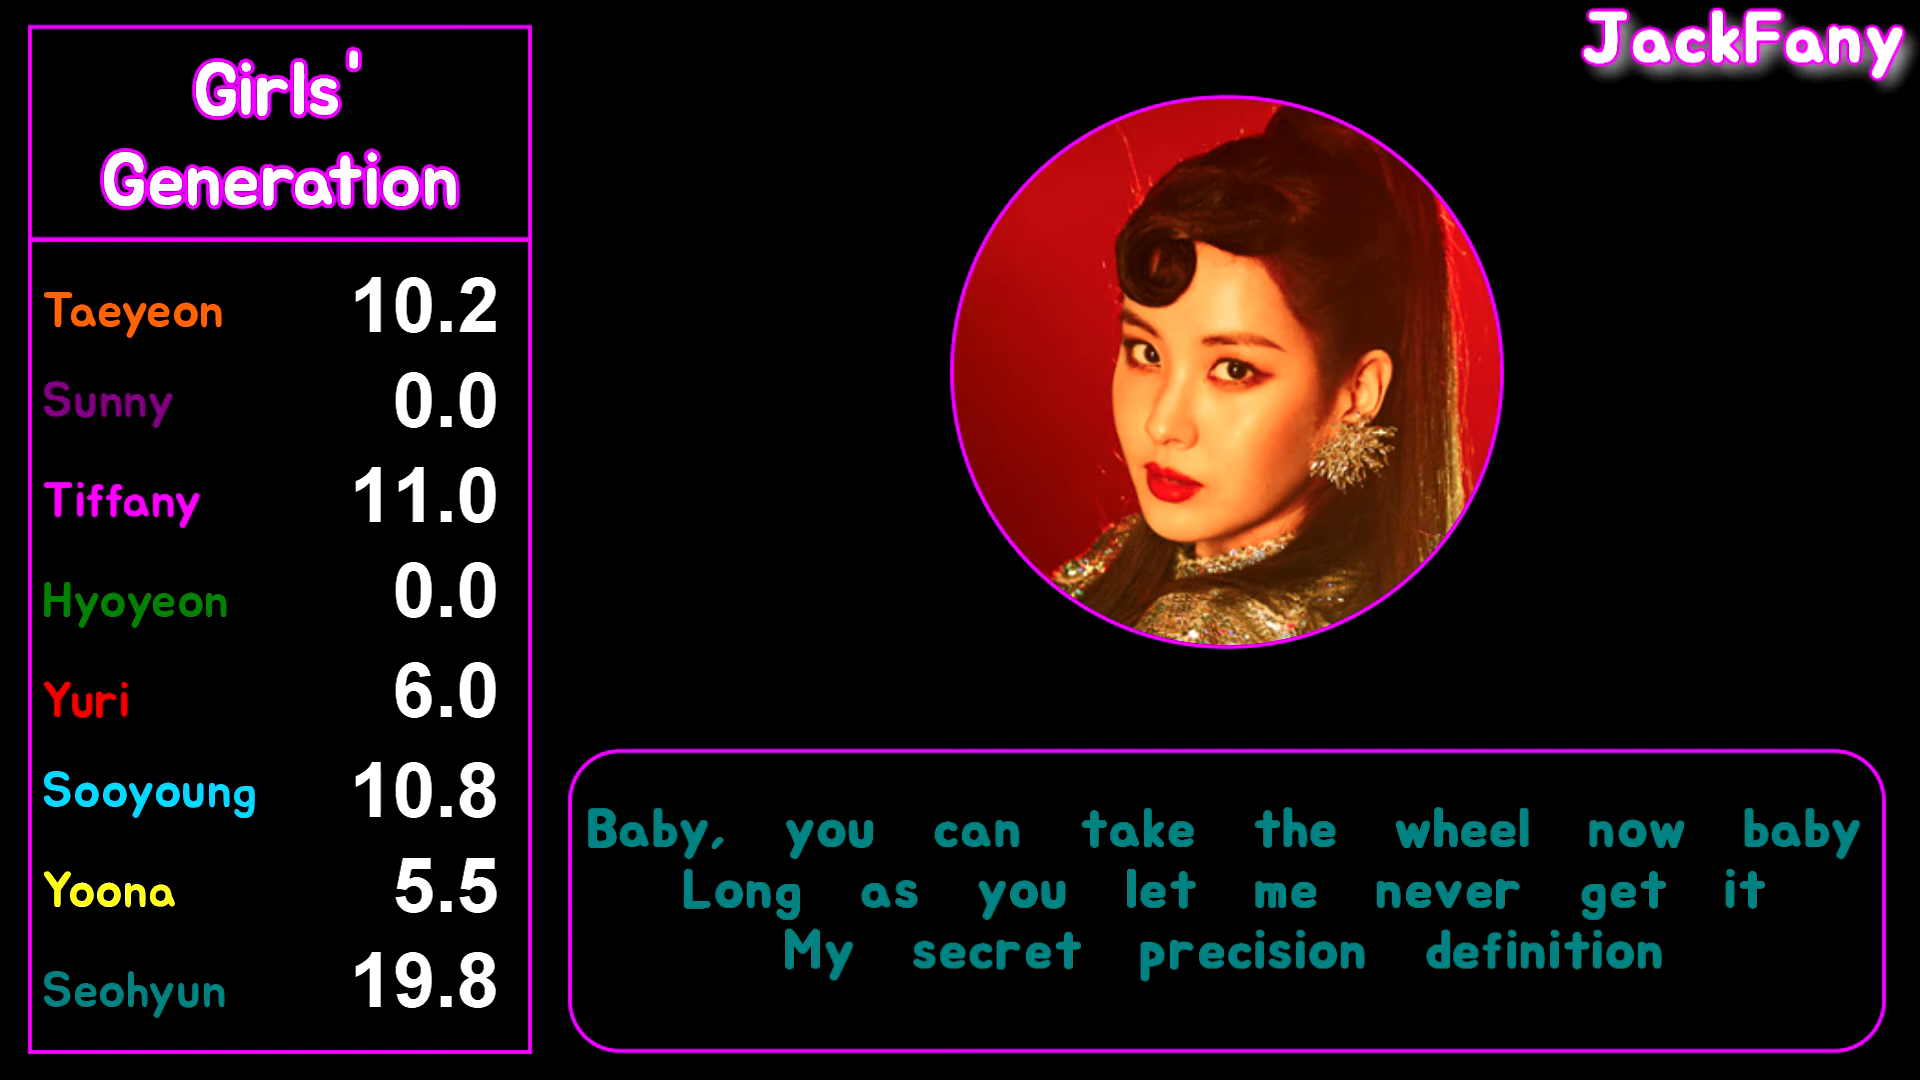 JackFany
Girls'
Generation
Taeyeon 10.2
Sunny 0.0
Tiffany 11.0
Hyoyeon 0.0
Yuri 6.0
Sooyoung 10.8
Yoona 5.5
Seohyun 19.8
Baby, you can take the wheel now baby
Long as you let me never get it
My secret precision definition